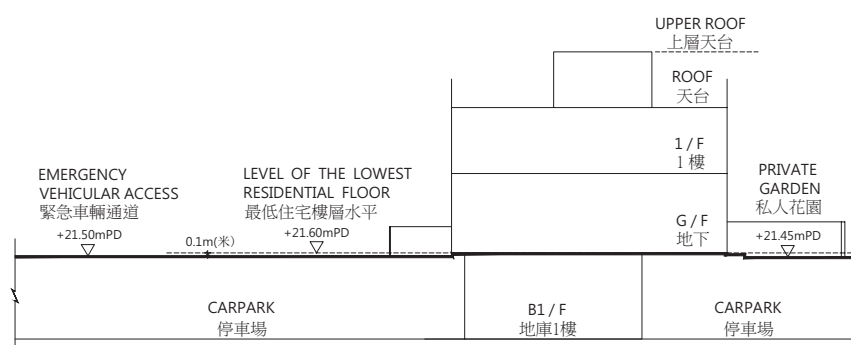 UPPER ROOF
上層天台
ROOF
天台
1 / F
1 樓
EMERGENCY
VEHICULAR ACCESS
緊急車輛通道
+21.50mPD
0.1m(米)
LEVEL OF THE LOWEST
RESIDENTIAL FLOOR
最低住宅樓層水平
+21.60mPD
G / F
地下
PRIVATE
GARDEN
私人花園
+21.45mPD
CARPARK
停車場
B1 / F
地庫1樓
CARPARK
停車場